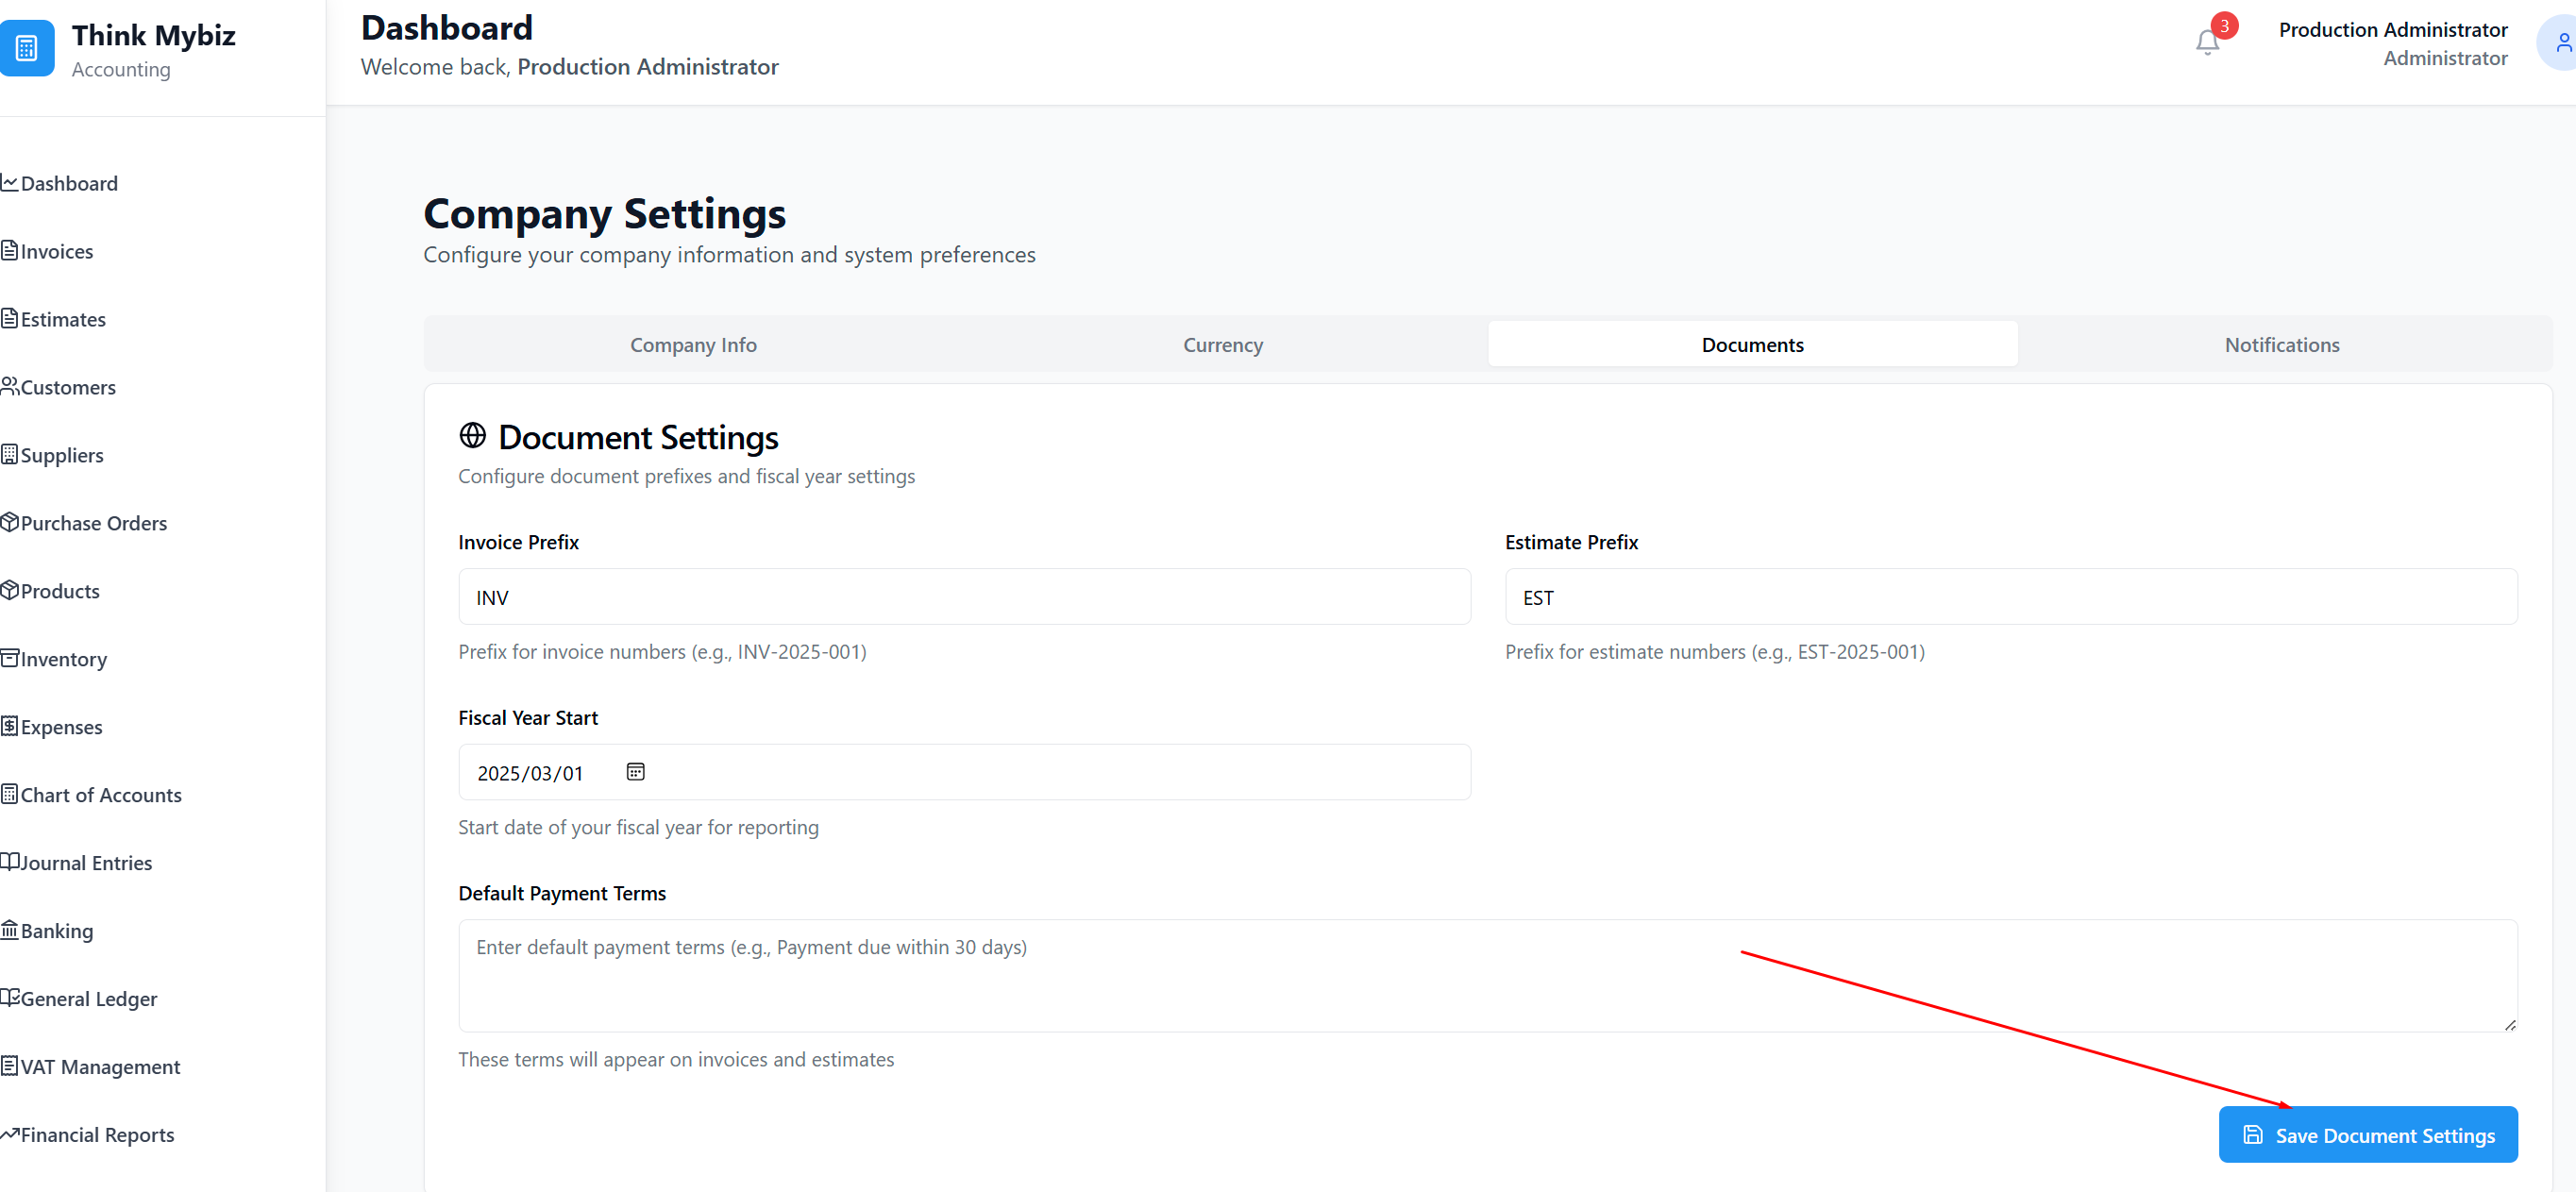 Think Mybiz
Accounting
Dashboard
Welcome back, Production Administrator
3
Production Administrator
Administrator
Dashboard
Invoices
Estimates
Customers
Suppliers
Purchase Orders
Products
Inventory
Expenses
Chart of Accounts
Journal Entries
Banking
General Ledger
VAT Management
Financial Reports
Company Settings
Configure your company information and system preferences
Company Info
Currency
Documents
Notifications
Document Settings
Configure document prefixes and fiscal year settings
Invoice Prefix
INV
Prefix for invoice numbers (e.g., INV-2025-001)
Estimate Prefix
EST
Prefix for estimate numbers (e.g., EST-2025-001)
Fiscal Year Start
2025/03/01
Start date of your fiscal year for reporting
Default Payment Terms
Enter default payment terms (e.g., Payment due within 30 days)
These terms will appear on invoices and estimates
Save Document Settings